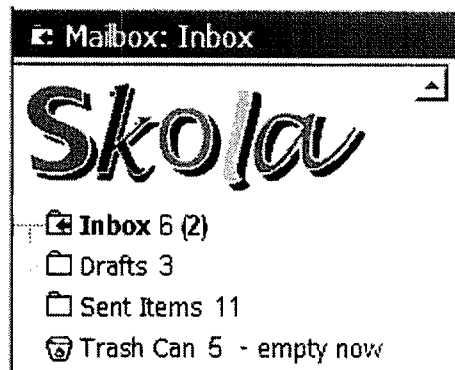 Mailbox: Inbox
Skola
Inbox 6 (2)
Drafts 3
Sent Items 11
Trash Can 5 - empty now